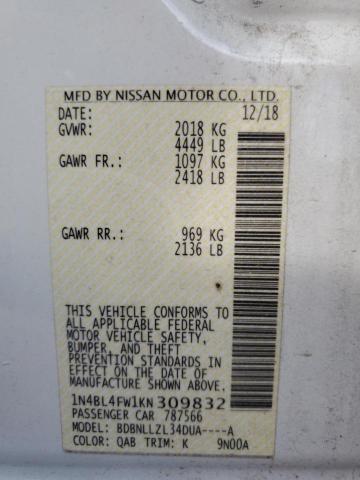 MFD BY NISSAN MOTOR CO., LTD.
DATE: 12/18
GVWR: 2018 KG
4449 LB
GAWR FR.: 1097 KG
2418 LB
GAWR RR.: 969 KG
2136 LB
THIS VEHICLE CONFORMS TO
ALL APPLICABLE FEDERAL
MOTOR VEHICLE SAFETY,
BUMPER, AND THEFT
PREVENTION STANDARDS IN
EFFECT ON THE DATE OF
MANUFACTURE SHOWN ABOVE.
1N4BL4FW1KN309832
PASSENGER CAR 787566
MODEL: BDBNLLZL34DUA----A
COLOR: QAB TRIM: K 9N00A